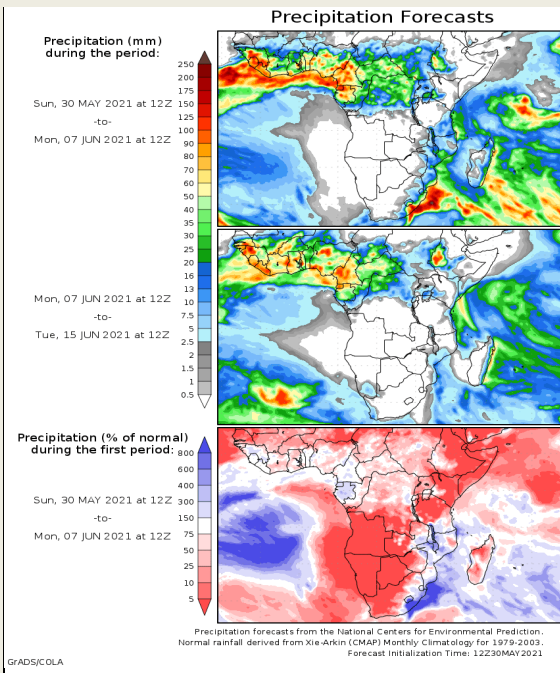 Precipitation Forecasts
Precipitation (mm)
during the period:
Sun, 30 MAY 2021 at 12Z
-to-
Mon, 07 JUN 2021 at 12Z
250
200
175
150
125
100
90
80
70
60
50
40
35
30
25
20
16
13
10
7.5
5
2.5
2
1.5
1
0.5
Mon, 07 JUN 2021 at 12Z
-to-
Tue, 15 JUN 2021 at 12Z
Precipitation (% of normal)
during the first period:
Sun, 30 MAY 2021 at 12Z
-to-
Mon, 07 JUN 2021 at 12Z
800
600
400
300
150
75
50
25
10
5
Precipitation forecasts from the National Centers for Environmental Prediction.
Normal rainfall derived from Xie-Arkin (CMAP) Monthly Climatology for 1979-2003.
Forecast Initialization Time: 12Z30MAY2021
GrADS/COLA